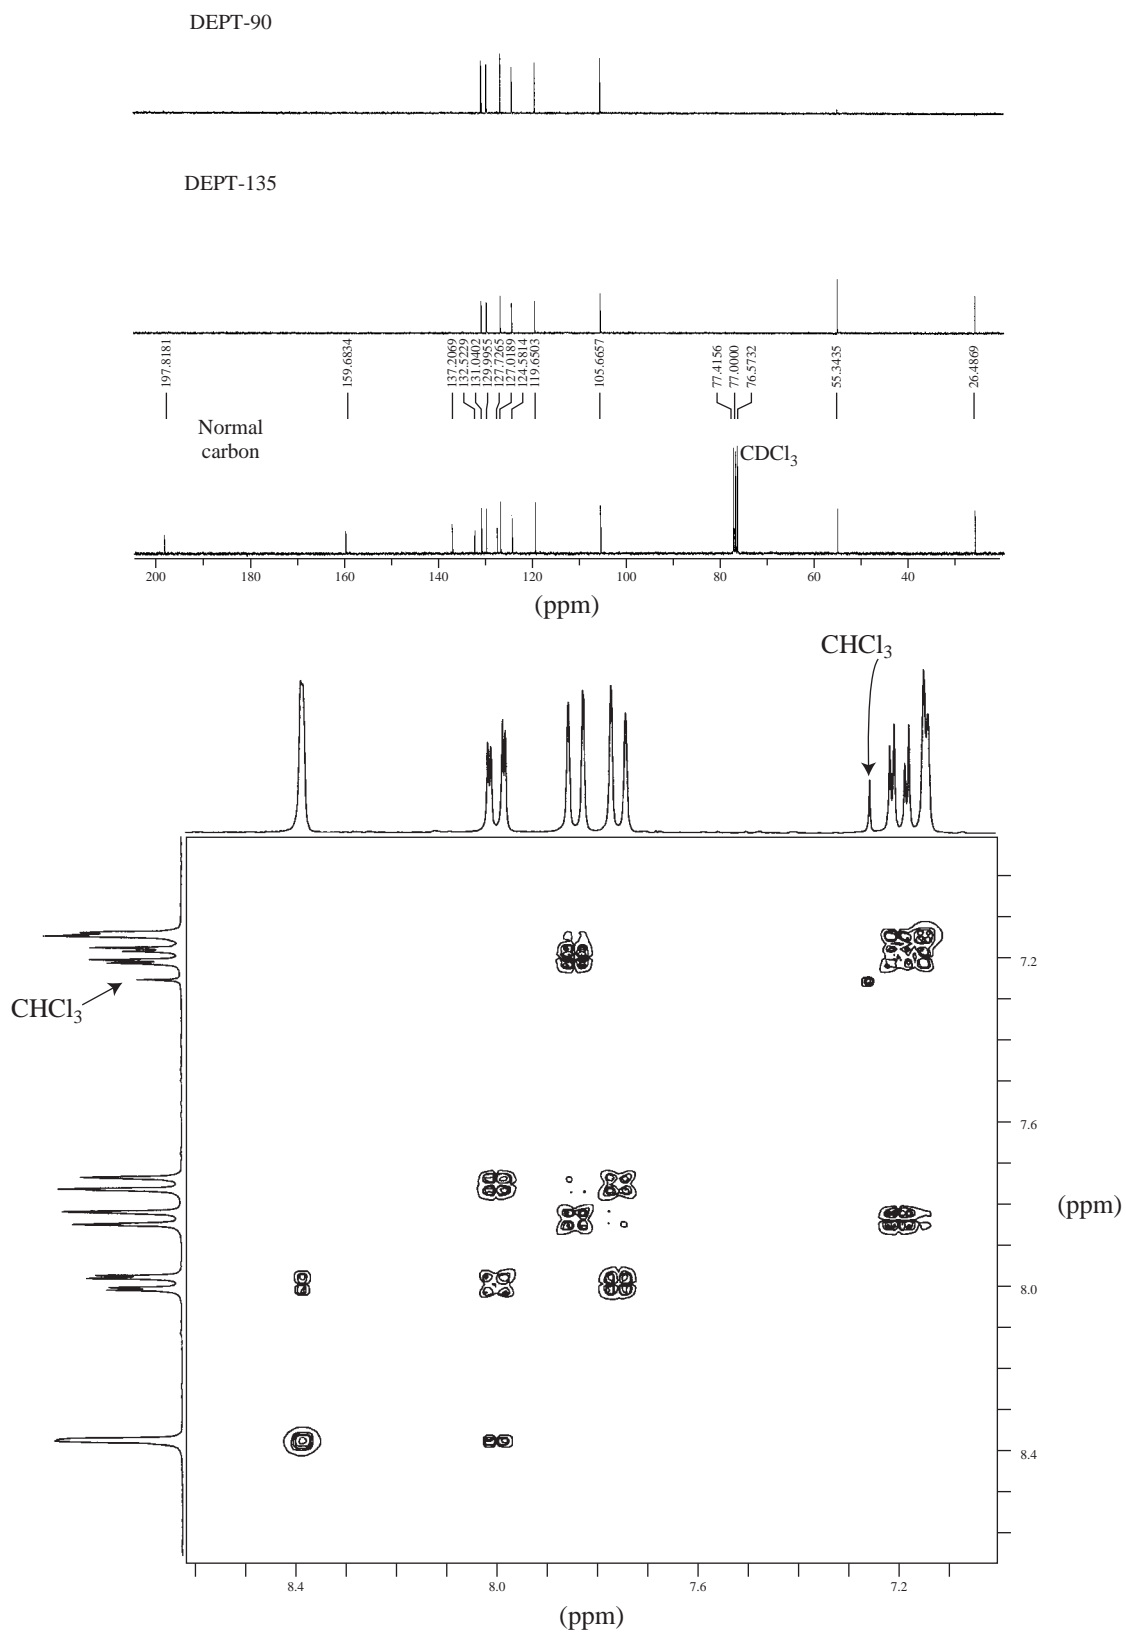 DEPT-90
DEPT-135
197.8181
159.6834
137.2069
132.5229
131.0402
129.9955
127.7265
127.0189
124.5814
119.6503
105.6657
77.4156
77.0000
76.5732
55.3435
26.4869
Normal
carbon
CDCl3
200 180 160 140 120 100 80 60 40
(ppm)
CHCl3
7.2
CHCl3
7.6
(ppm)
8.0
8.4
8.4 8.0 7.6 7.2
(ppm)